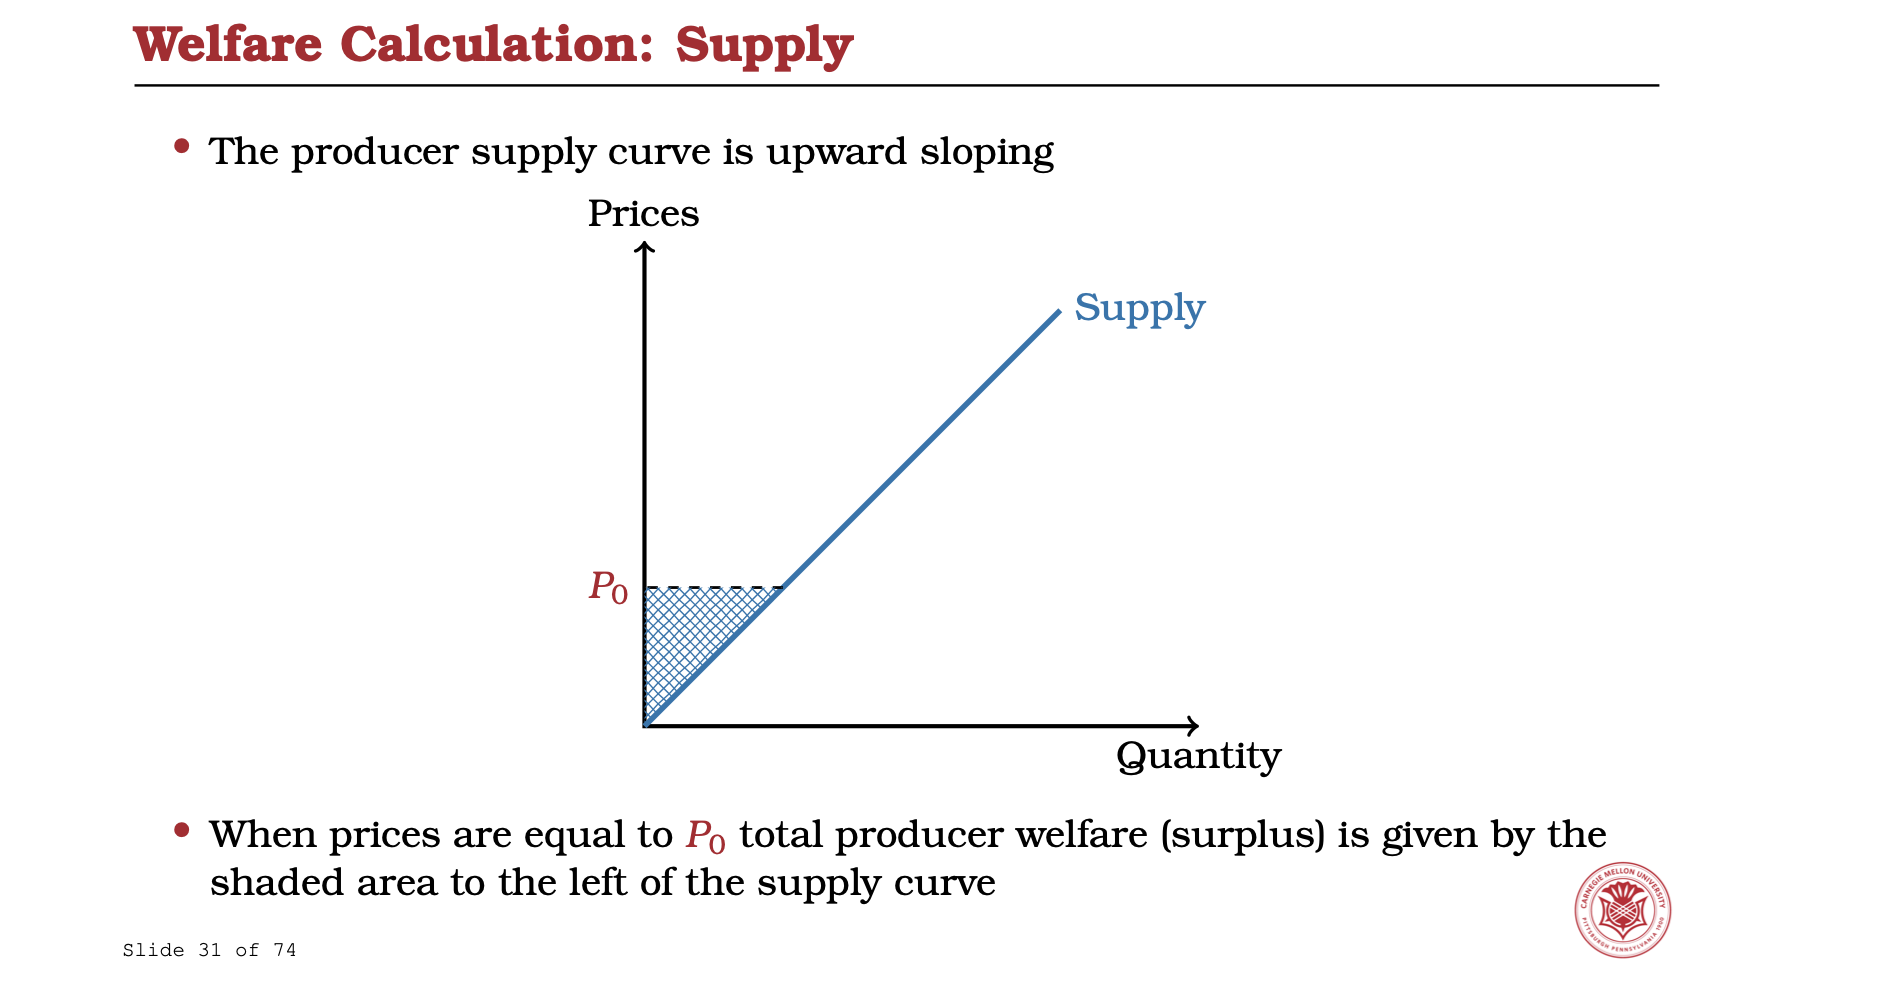 Welfare Calculation: Supply
• The producer supply curve is upward sloping
Prices
Supply
P₀
Quantity
• When prices are equal to P₀ total producer welfare (surplus) is given by the
shaded area to the left of the supply curve
CARNEGIE MELLON UNIVERSITY
PITTSBURGH PENNSYLVANIA 1900
Slide 31 of 74